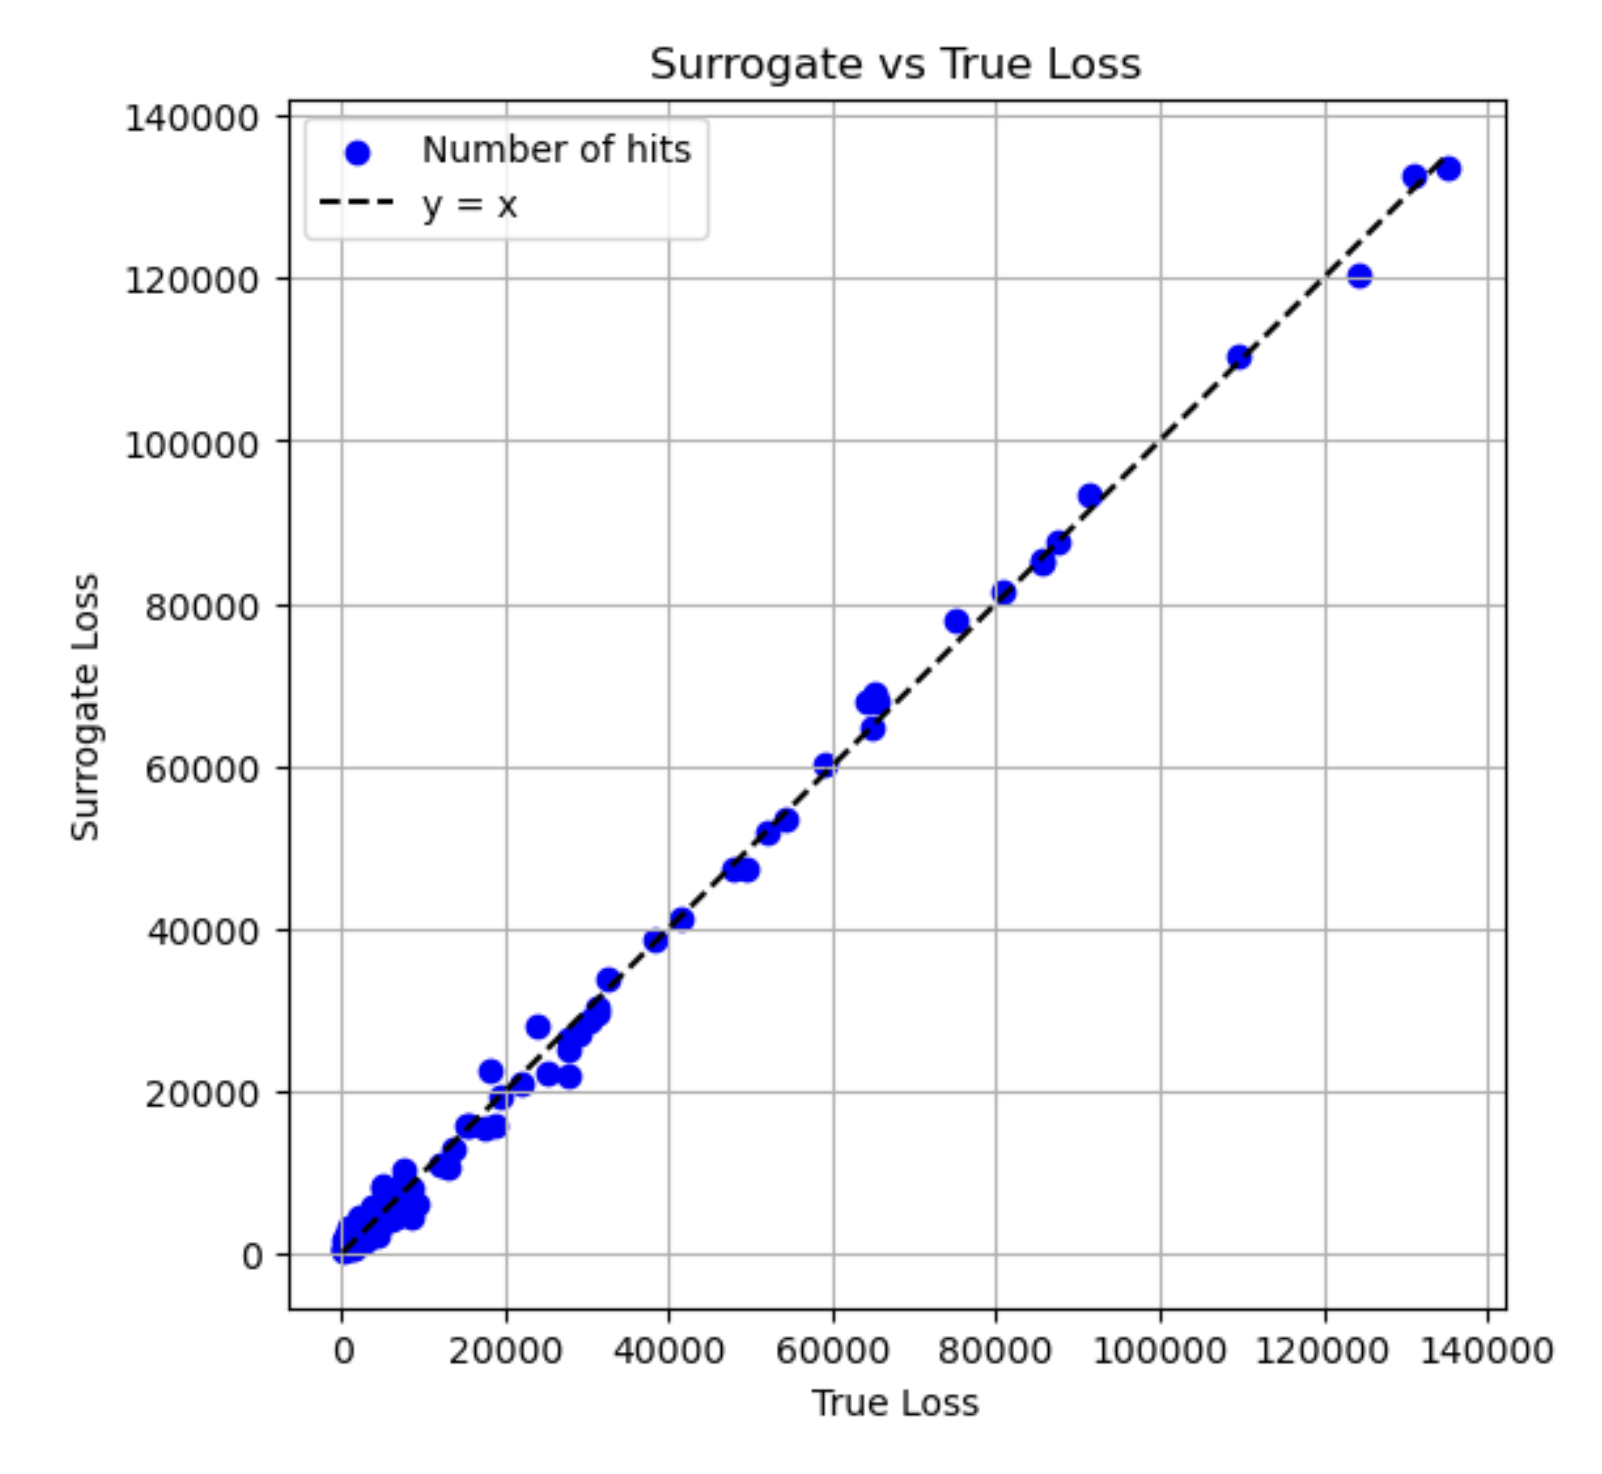 Surrogate vs True Loss
140000
120000
100000
80000
60000
40000
20000
0
Surrogate Loss
Number of hits
y = x
0 20000 40000 60000 80000 100000 120000 140000
True Loss